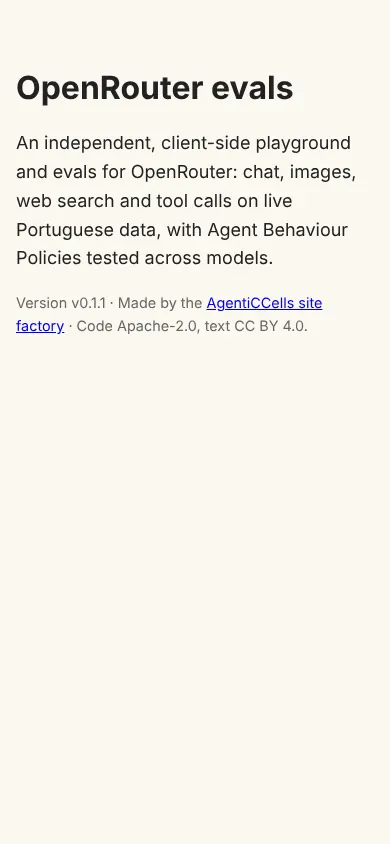 OpenRouter evals
An independent, client-side playground
and evals for OpenRouter: chat, images,
web search and tool calls on live
Portuguese data, with Agent Behaviour
Policies tested across models.
Version v0.1.1 · Made by the AgentiCCells site
factory · Code Apache-2.0, text CC BY 4.0.